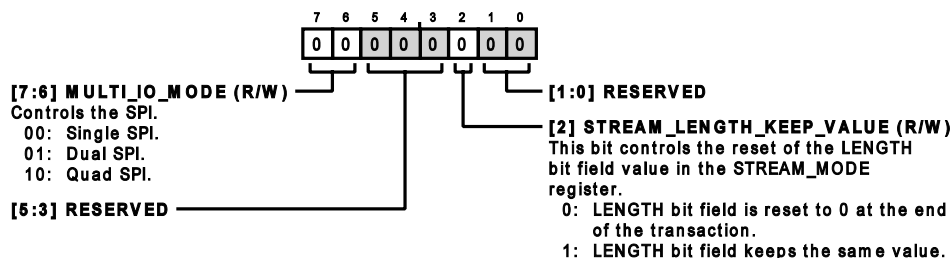 7 6 5 4 3 2 1 0
0 0 0 0 0 0 0 0
[7:6] MULTI_IO_MODE (R/W)
Controls the SPI.
00: Single SPI.
01: Dual SPI.
10: Quad SPI.
[5:3] RESERVED
[1:0] RESERVED
[2] STREAM_LENGTH_KEEP_VALUE (R/W)
This bit controls the reset of the LENGTH
bit field value in the STREAM_MODE
register.
0: LENGTH bit field is reset to 0 at the end
of the transaction.
1: LENGTH bit field keeps the same value.